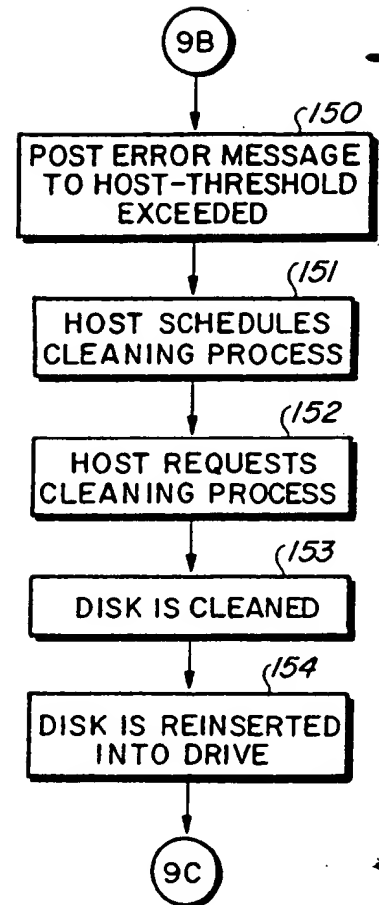 9B
150
POST ERROR MESSAGE
TO HOST-THRESHOLD
EXCEEDED
151
HOST SCHEDULES
CLEANING PROCESS
152
HOST REQUESTS
CLEANING PROCESS
153
DISK IS CLEANED
154
DISK IS REINSERTED
INTO DRIVE
9C